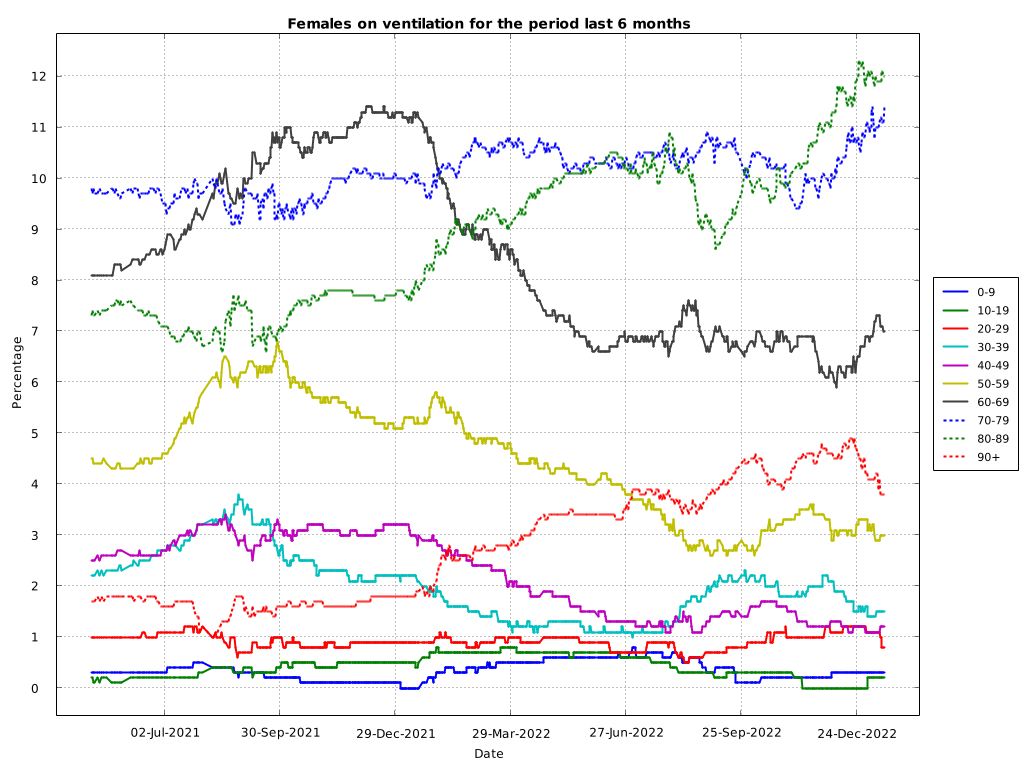 Females on ventilation for the period last 6 months
Percentage
12
11
10
9
8
7
6
5
4
3
2
1
0
02-Jul-2021
30-Sep-2021
29-Dec-2021
29-Mar-2022
27-Jun-2022
25-Sep-2022
24-Dec-2022
Date
0-9
10-19
20-29
30-39
40-49
50-59
60-69
70-79
80-89
90+